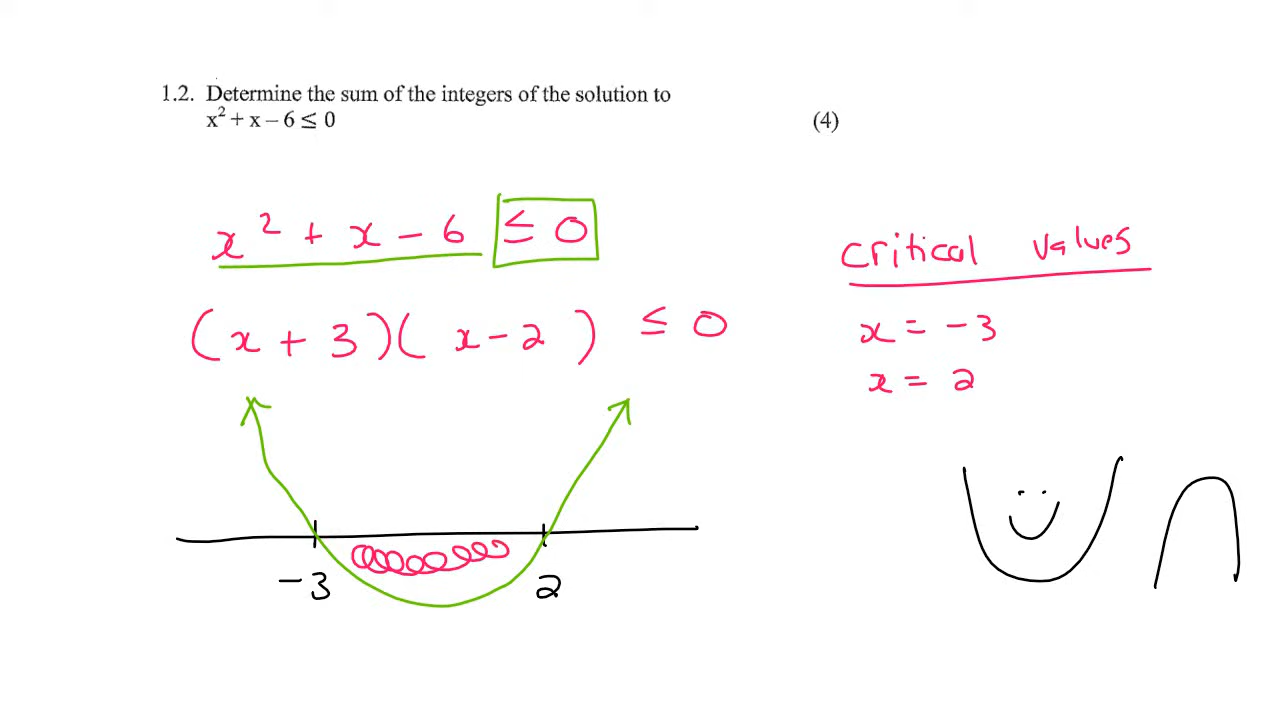 1.2. Determine the sum of the integers of the solution to
x² + x – 6 ≤ 0 (4)
x² + x - 6 ≤ 0
(x + 3)(x - 2) ≤ 0
critical values
x = -3
x = 2
-3 2